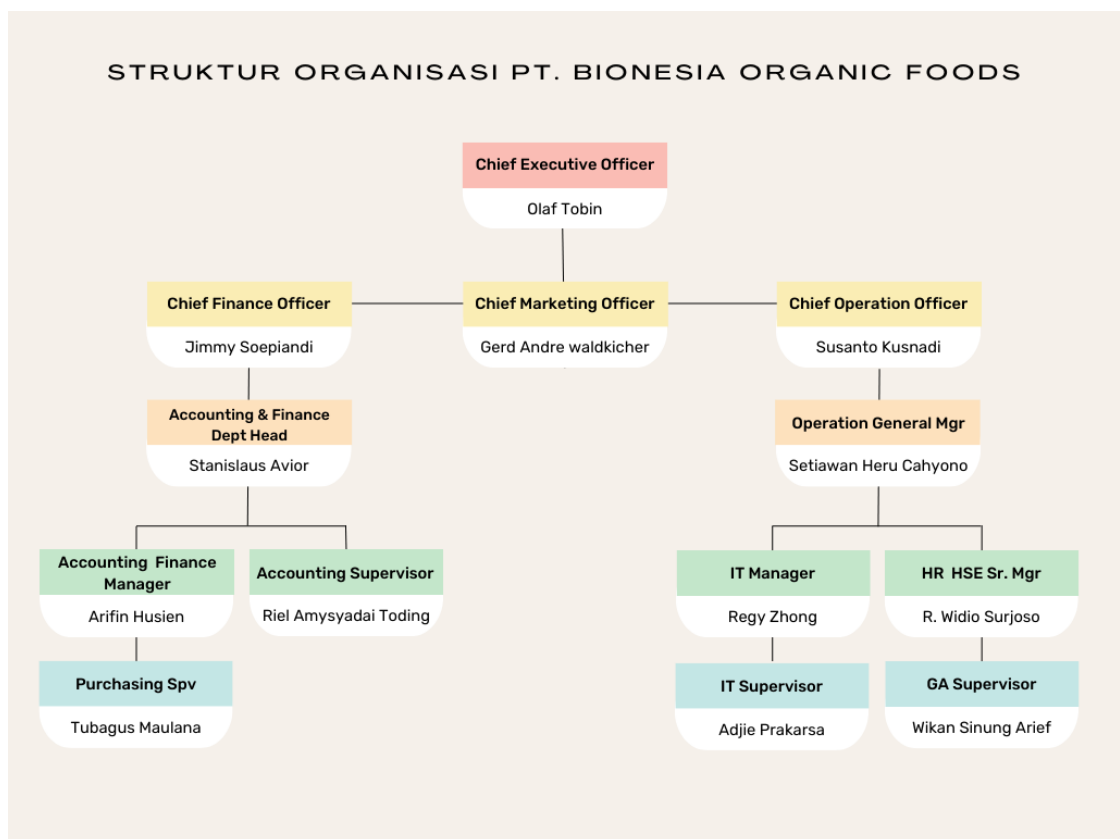 STRUKTUR ORGANISASI PT. BIONESIA ORGANIC FOODS
Chief Executive Officer
Olaf Tobin
Chief Finance Officer
Jimmy Soepiandi
Chief Marketing Officer
Gerd Andre waldkicher
Chief Operation Officer
Susanto Kusnadi
Accounting & Finance
Dept Head
Stanislaus Avior
Operation General Mgr
Setiawan Heru Cahyono
Accounting Finance
Manager
Arifin Husien
Accounting Supervisor
Riel Amysyadai Toding
IT Manager
Regy Zhong
HR HSE Sr. Mgr
R. Widio Surjoso
Purchasing Spv
Tubagus Maulana
IT Supervisor
Adjie Prakarsa
GA Supervisor
Wikan Sinung Arief